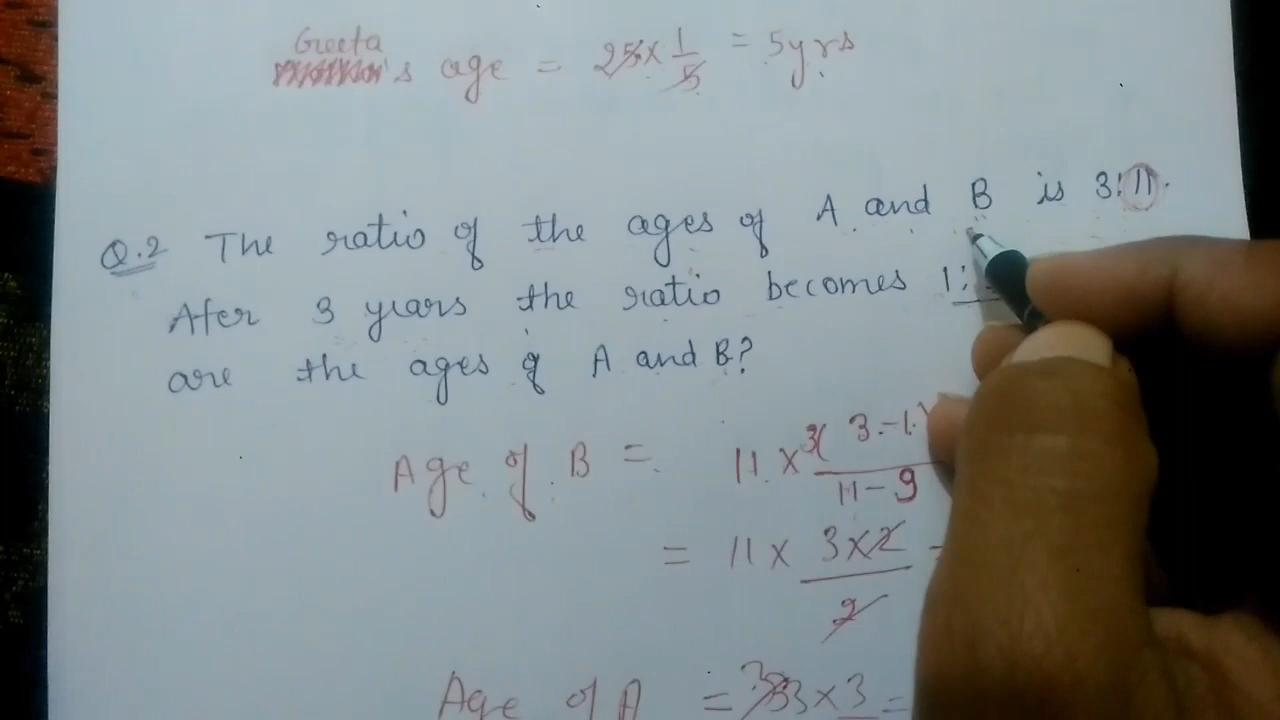 Greeta
's age = 25 × 1/5 = 5 yrs
Q.2 The ratio of the ages of A and B is 3:11.
Afer 3 years the ratio becomes 1:
are the ages of A and B?
Age of B = 11 × 3(3-1)/11-9
= 11 × 3×2/2
Age of A = 33 × 3 =